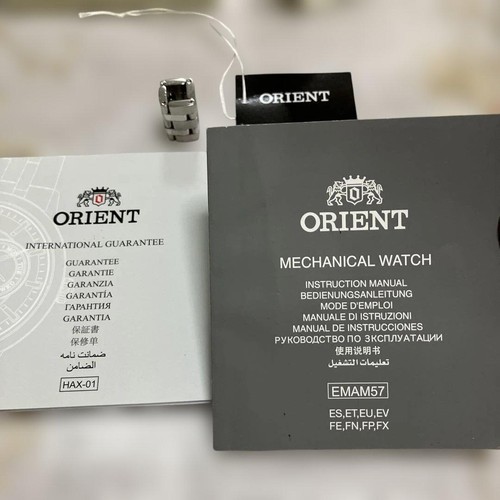 ORIENT
ORIENT
INTERNATIONAL GUARANTEE
GUARANTEE
GARANTIE
GARANZIA
GARANTÍA
ГАРАНТИЯ
GARANTIA
保証書
保修单
ضمانت نامه
الضامن
HAX-01
ORIENT
MECHANICAL WATCH
INSTRUCTION MANUAL
BEDIENUNGSANLEITUNG
MODE D'EMPLOI
MANUALE DI ISTRUZIONI
MANUAL DE INSTRUCCIONES
РУКОВОДСТВО ПО ЭКСПЛУАТАЦИИ
使用说明书
تعليمات التشغيل
EMAM57
ES,ET,EU,EV
FE,FN,FP,FX